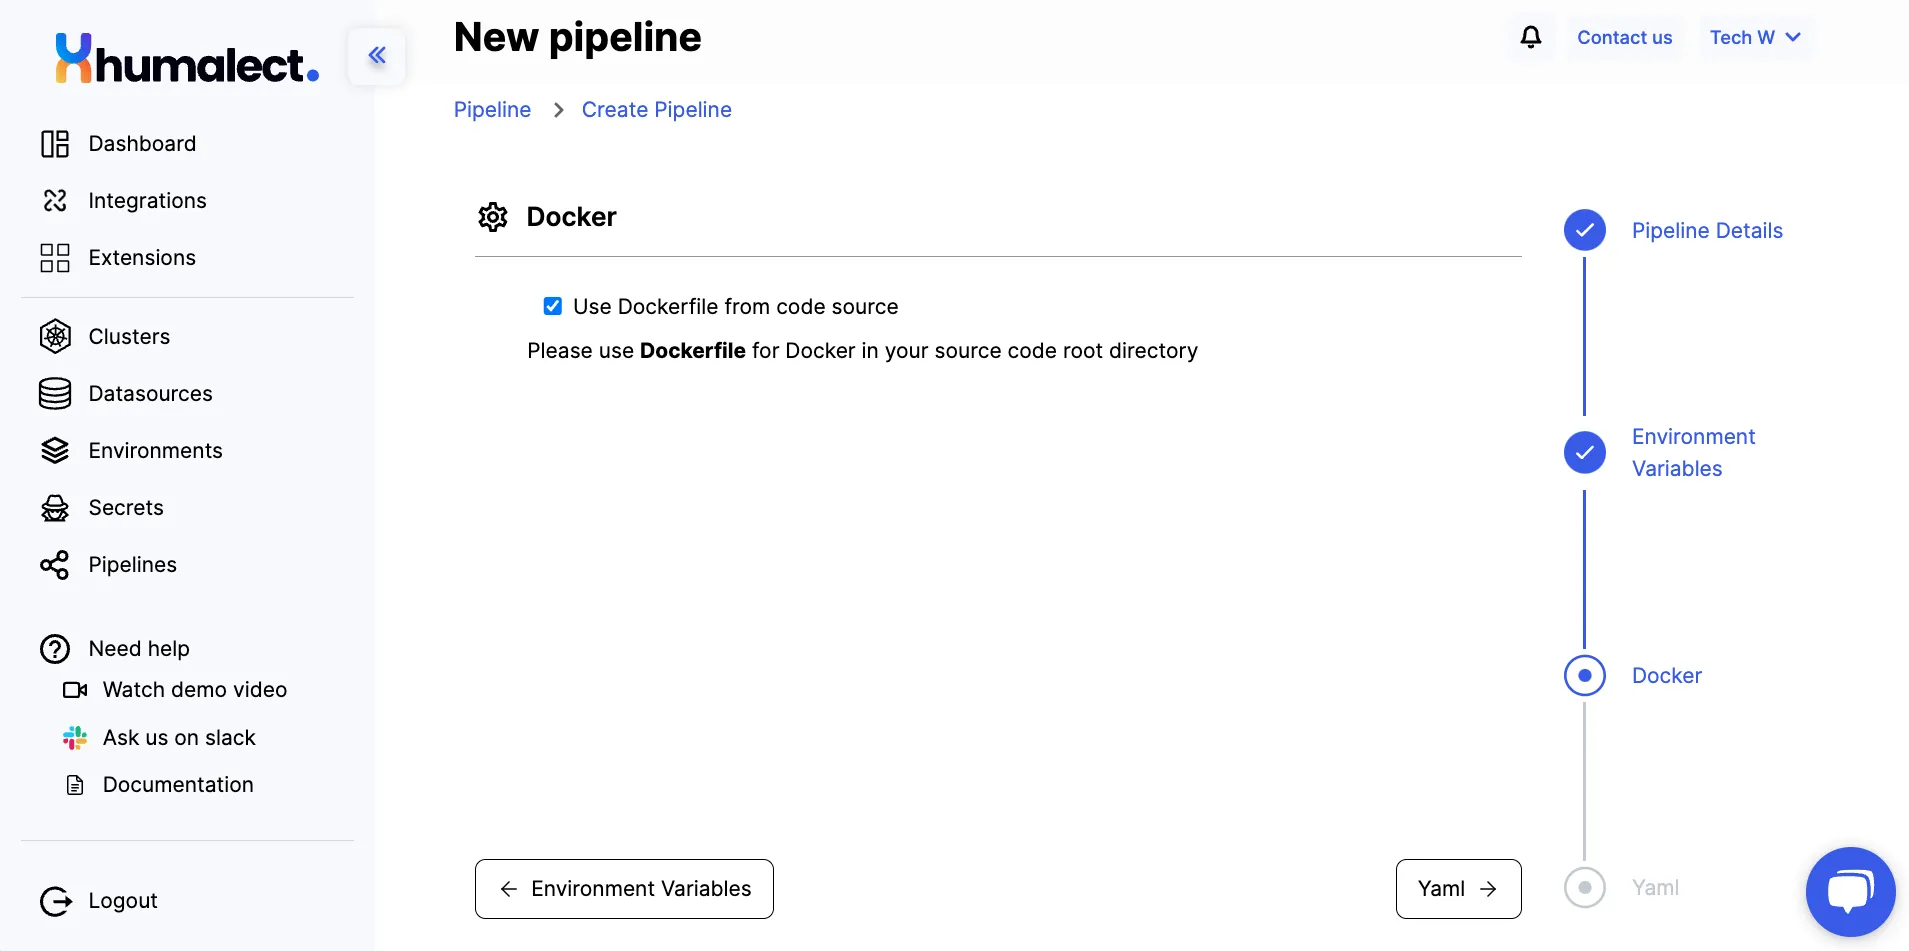 humalect.
Dashboard
Integrations
Extensions
Clusters
Datasources
Environments
Secrets
Pipelines
Need help
Watch demo video
Ask us on slack
Documentation
Logout
New pipeline
Contact us
Tech W
Pipeline > Create Pipeline
Docker
Use Dockerfile from code source
Please use Dockerfile for Docker in your source code root directory
← Environment Variables
Yaml →
Pipeline Details
Environment
Variables
Docker
Yaml